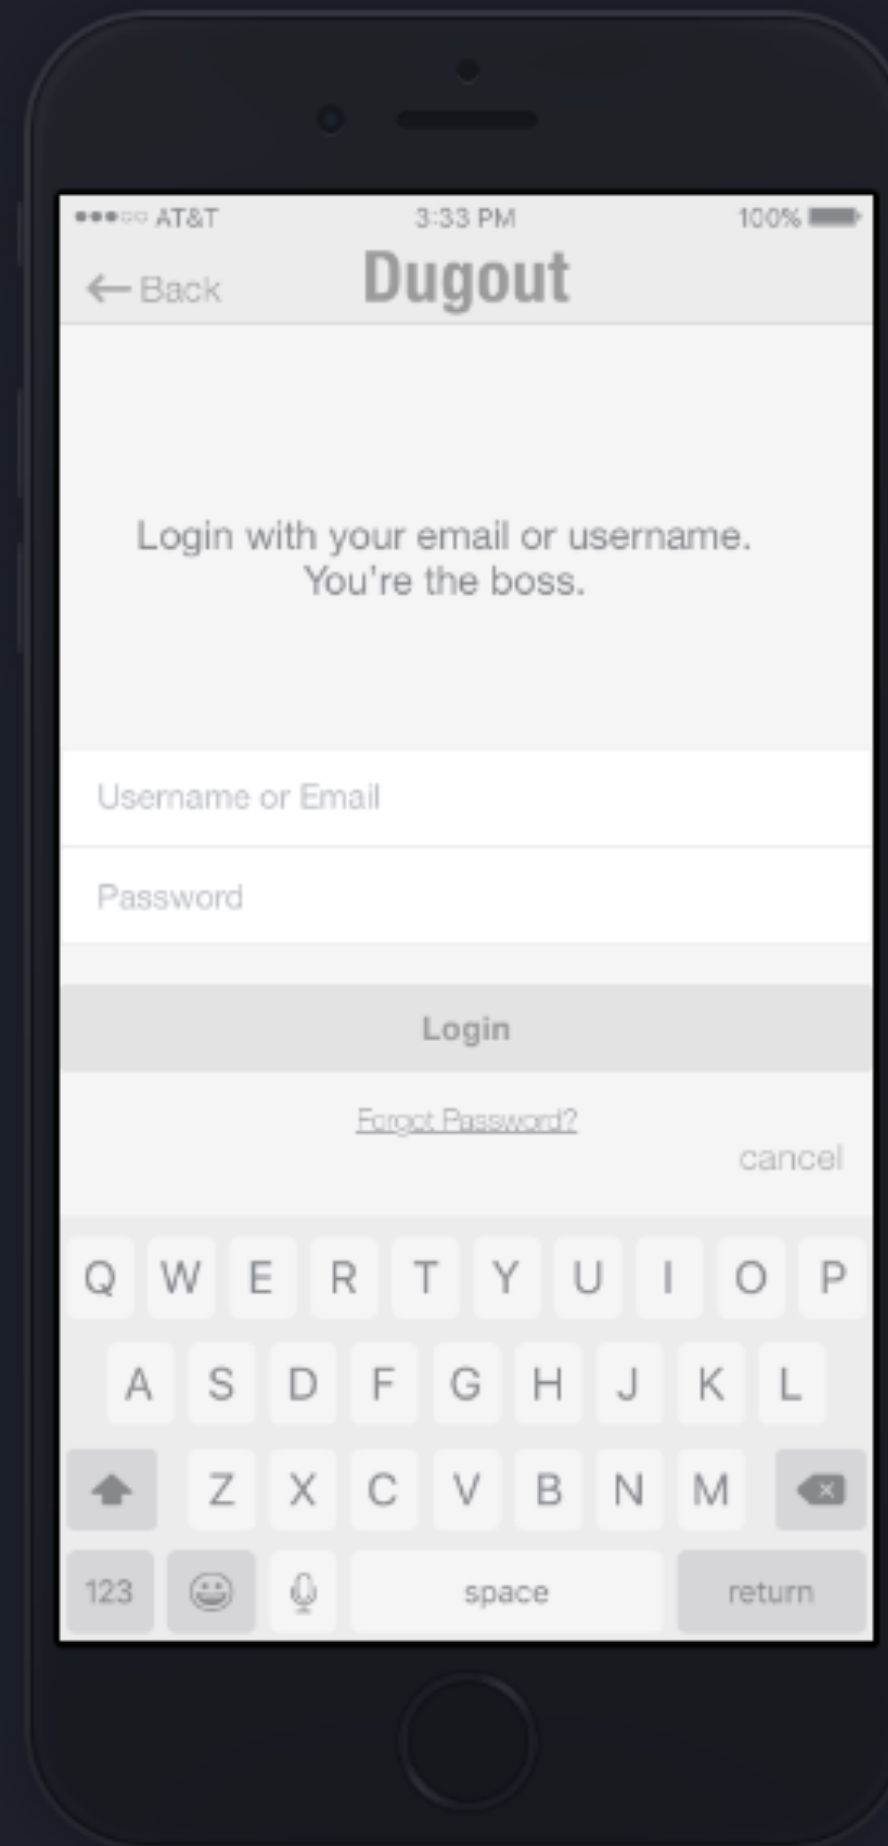 AT&T 3:33 PM 100%
← Back Dugout
Login with your email or username.
You're the boss.
Username or Email
Password
Login
Forgot Password?
cancel
Q W E R T Y U I O P
A S D F G H J K L
Z X C V B N M
123 space return